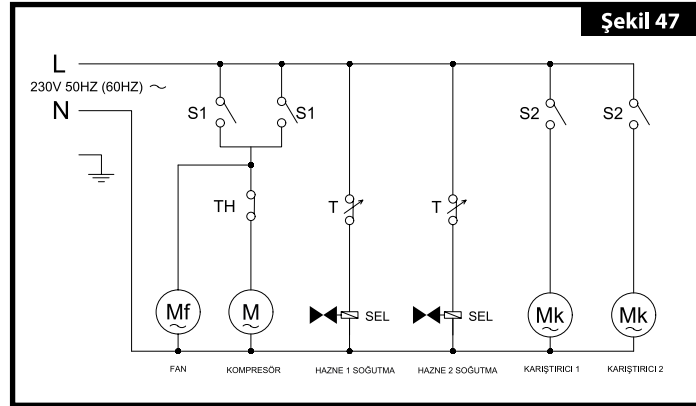 Şekil 47
L
230V 50HZ (60HZ) ~
N
S1
S1
S2
S2
TH
T
T
SEL
SEL
Mf
M
Mk
Mk
FAN
KOMPRESÖR
HAZNE 1 SOĞUTMA
HAZNE 2 SOĞUTMA
KARIŞTIRICI 1
KARIŞTIRICI 2